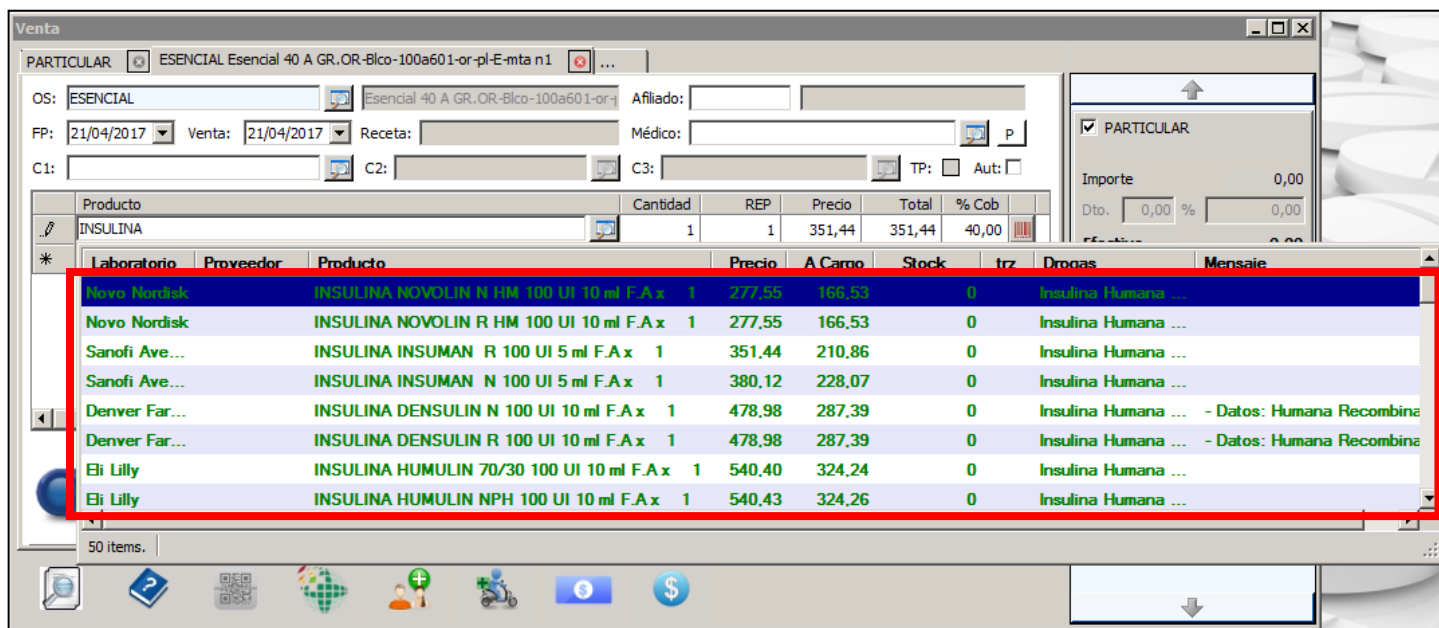 Venta
PARTICULAR ESENCIAL Esencial 40 A GR.OR-Blco-100a601-or-pl-E-mta n1 ...
OS: ESENCIAL Esencial 40 A GR.OR-Blco-100a601-or-p Afiliado:
FP: 21/04/2017 Venta: 21/04/2017 Receta: Médico: P
C1: C2: C3: TP: Aut:
PARTICULAR
Importe 0,00
Dto. 0,00 % 0,00
Efectivo 0,00
Producto Cantidad REP Precio Total % Cob
INSULINA 1 1 351,44 351,44 40,00
Laboratorio Proveedor Producto Precio A Cargo Stock trz Drogas Mensaje
Novo Nordisk INSULINA NOVOLIN N HM 100 UI 10 ml F.A x 1 277,55 166,53 0 Insulina Humana ...
Novo Nordisk INSULINA NOVOLIN R HM 100 UI 10 ml F.A x 1 277,55 166,53 0 Insulina Humana ...
Sanofi Ave... INSULINA INSUMAN R 100 UI 5 ml F.A x 1 351,44 210,86 0 Insulina Humana ...
Sanofi Ave... INSULINA INSUMAN N 100 UI 5 ml F.A x 1 380,12 228,07 0 Insulina Humana ...
Denver Far... INSULINA DENSULIN N 100 UI 10 ml F.A x 1 478,98 287,39 0 Insulina Humana ... - Datos: Humana Recombina
Denver Far... INSULINA DENSULIN R 100 UI 10 ml F.A x 1 478,98 287,39 0 Insulina Humana ... - Datos: Humana Recombina
Eli Lilly INSULINA HUMULIN 70/30 100 UI 10 ml F.A x 1 540,40 324,24 0 Insulina Humana ...
Eli Lilly INSULINA HUMULIN NPH 100 UI 10 ml F.A x 1 540,43 324,26 0 Insulina Humana ...
50 items.